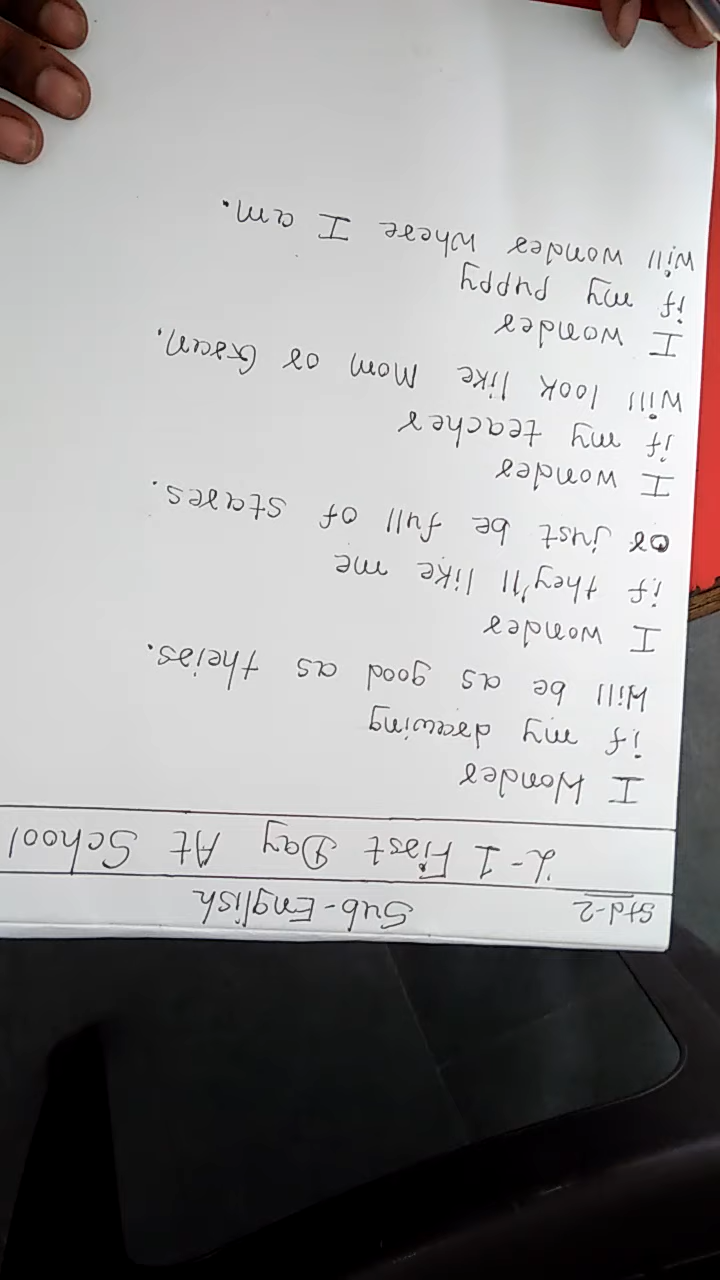 Std-2 Sub-English
L-1 First Day At School
I Wonder
if my drawing
Will be as good as theirs.
I wonder
if they'll like me
or just be full of stares.
I wonder
if my teacher
will look like Mom or Gran.
I wonder
if my puppy
will wonder where I am.